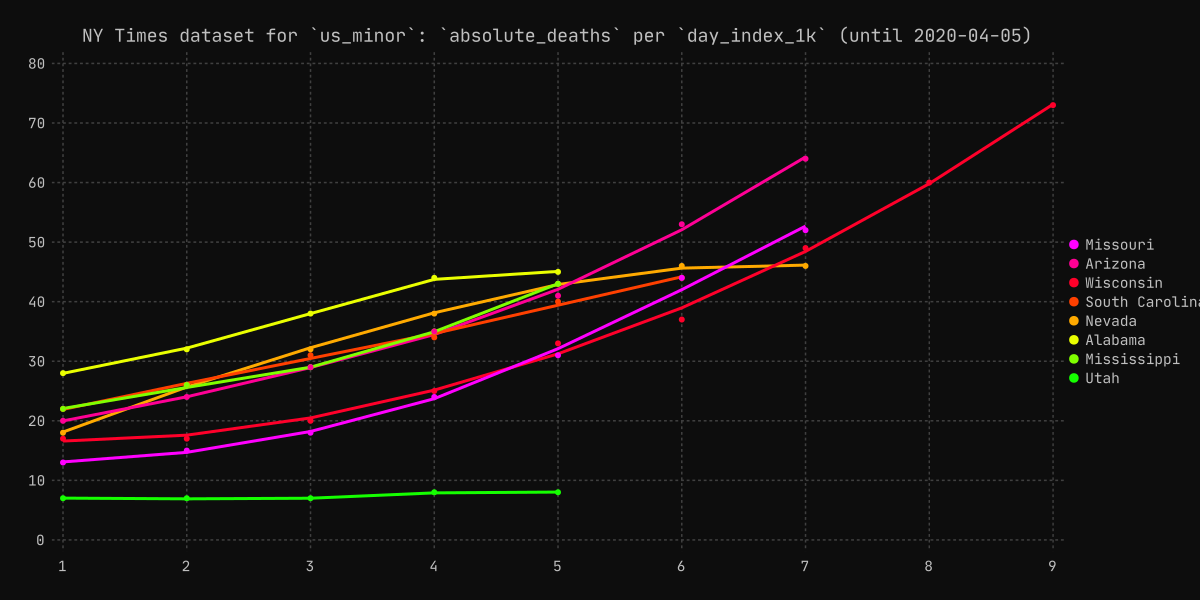 NY Times dataset for `us_minor`: `absolute_deaths` per `day_index_1k` (until 2020-04-05)
80
70
60
50
40
30
20
10
0
1 2 3 4 5 6 7 8 9
Missouri
Arizona
Wisconsin
South Carolina
Nevada
Alabama
Mississippi
Utah